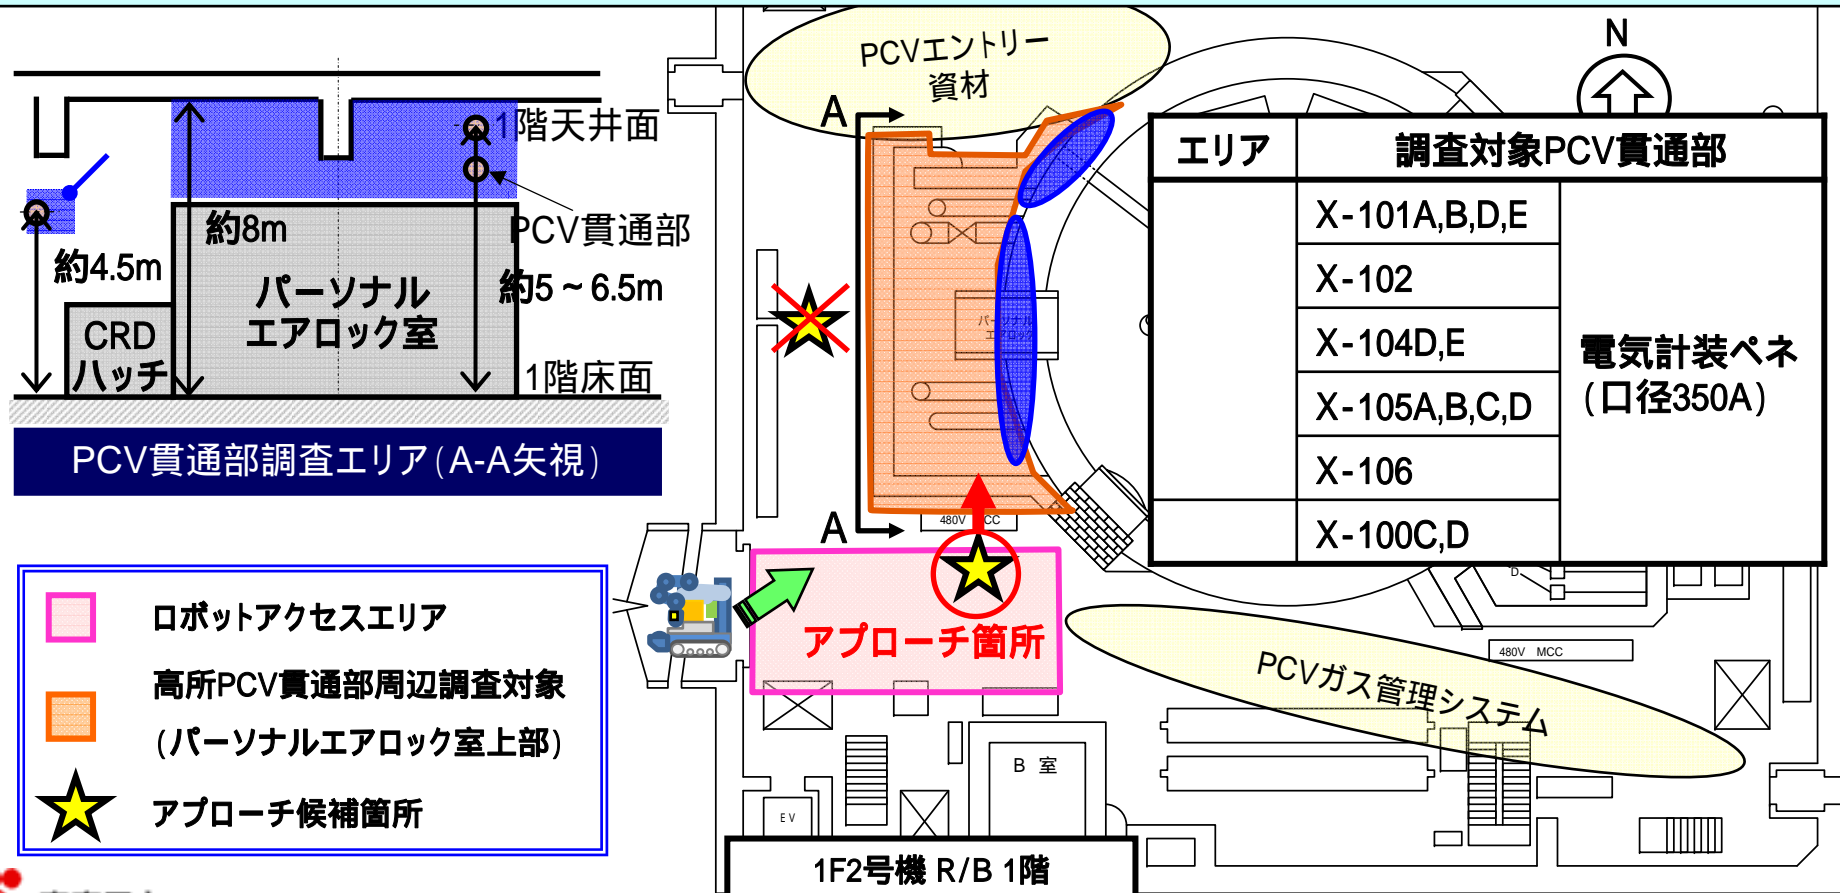 1階天井面
PCV貫通部
約8m
約4.5m
約5～6.5m
パーソナル
エアロック室
CRD
ハッチ
1階床面
PCV貫通部調査エリア(A-A矢視)
ロボットアクセスエリア
高所PCV貫通部周辺調査対象
(パーソナルエアロック室上部)
アプローチ候補箇所
PCVエントリー
資材
A
A
480V
アプローチ箇所
PCVガス管理システム
480V MCC
D
B 室
EV
1F2号機 R/B 1階
N
エリア 調査対象PCV貫通部
X-101A,B,D,E
X-102
X-104D,E
X-105A,B,C,D
X-106
X-100C,D
電気計装ペネ
(口径350A)